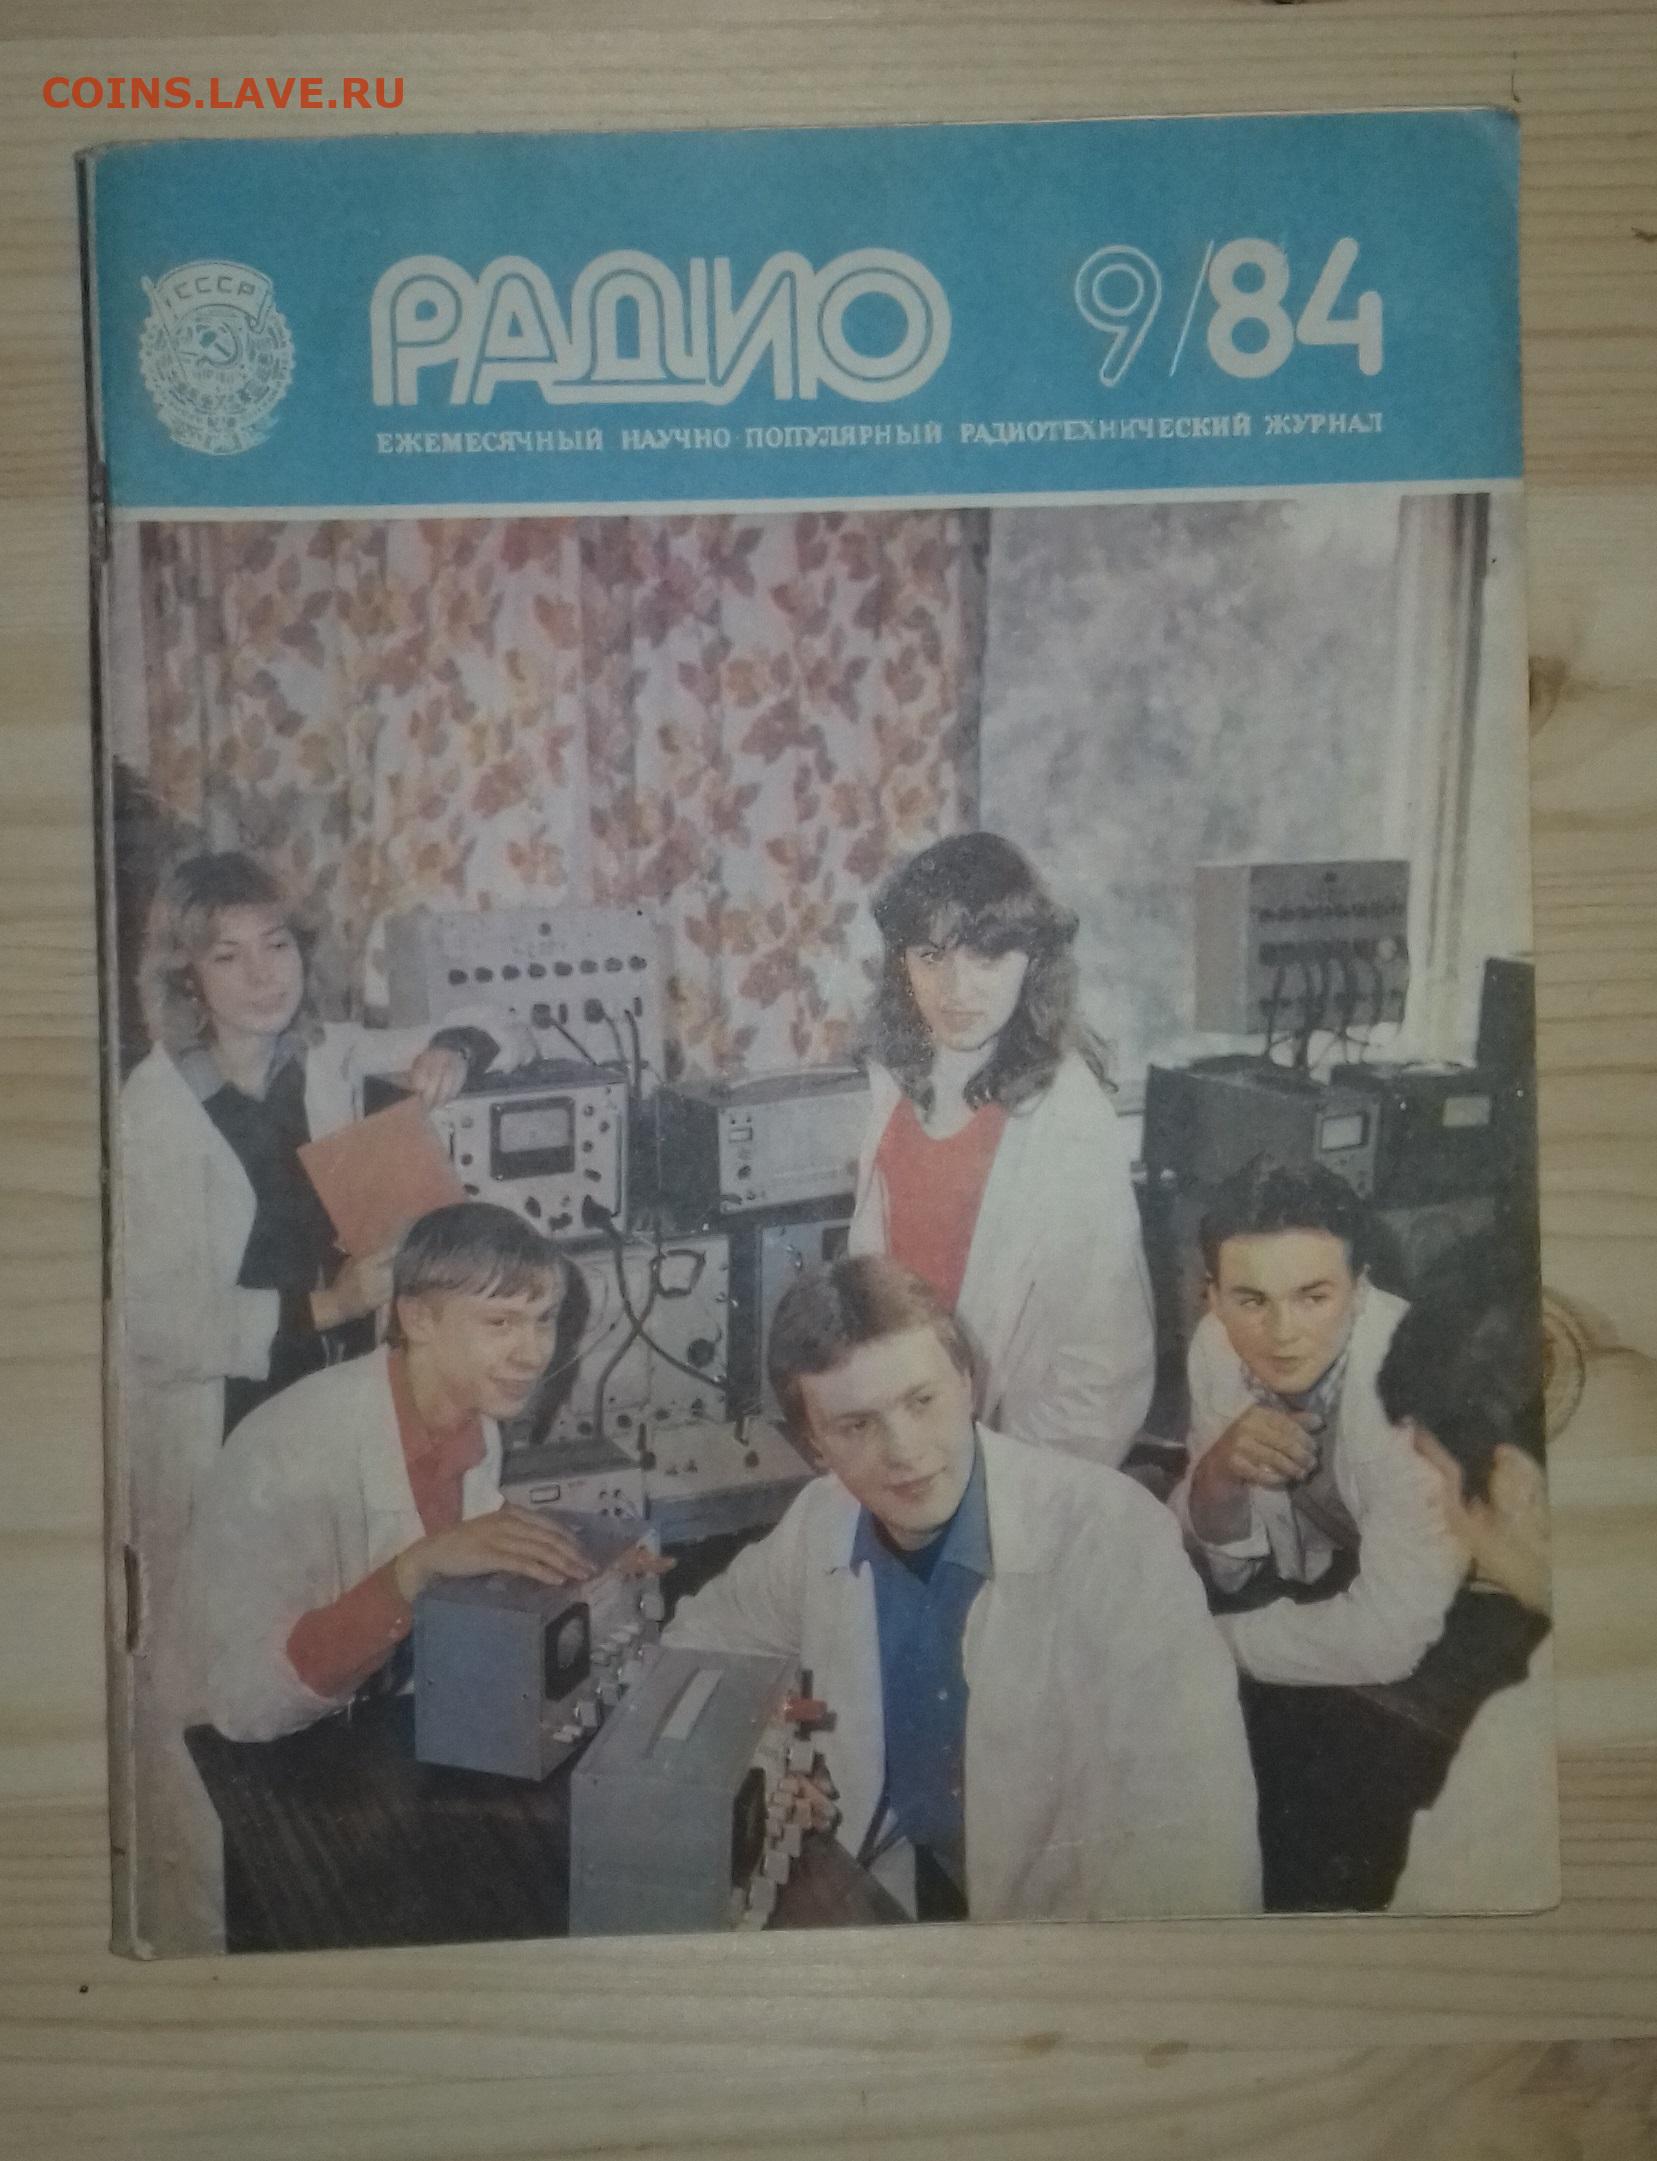 COINS.LAVE.RU
СССР
РАДИО 9/84
ЕЖЕМЕСЯЧНЫЙ НАУЧНО-ПОПУЛЯРНЫЙ РАДИОТЕХНИЧЕСКИЙ ЖУРНАЛ